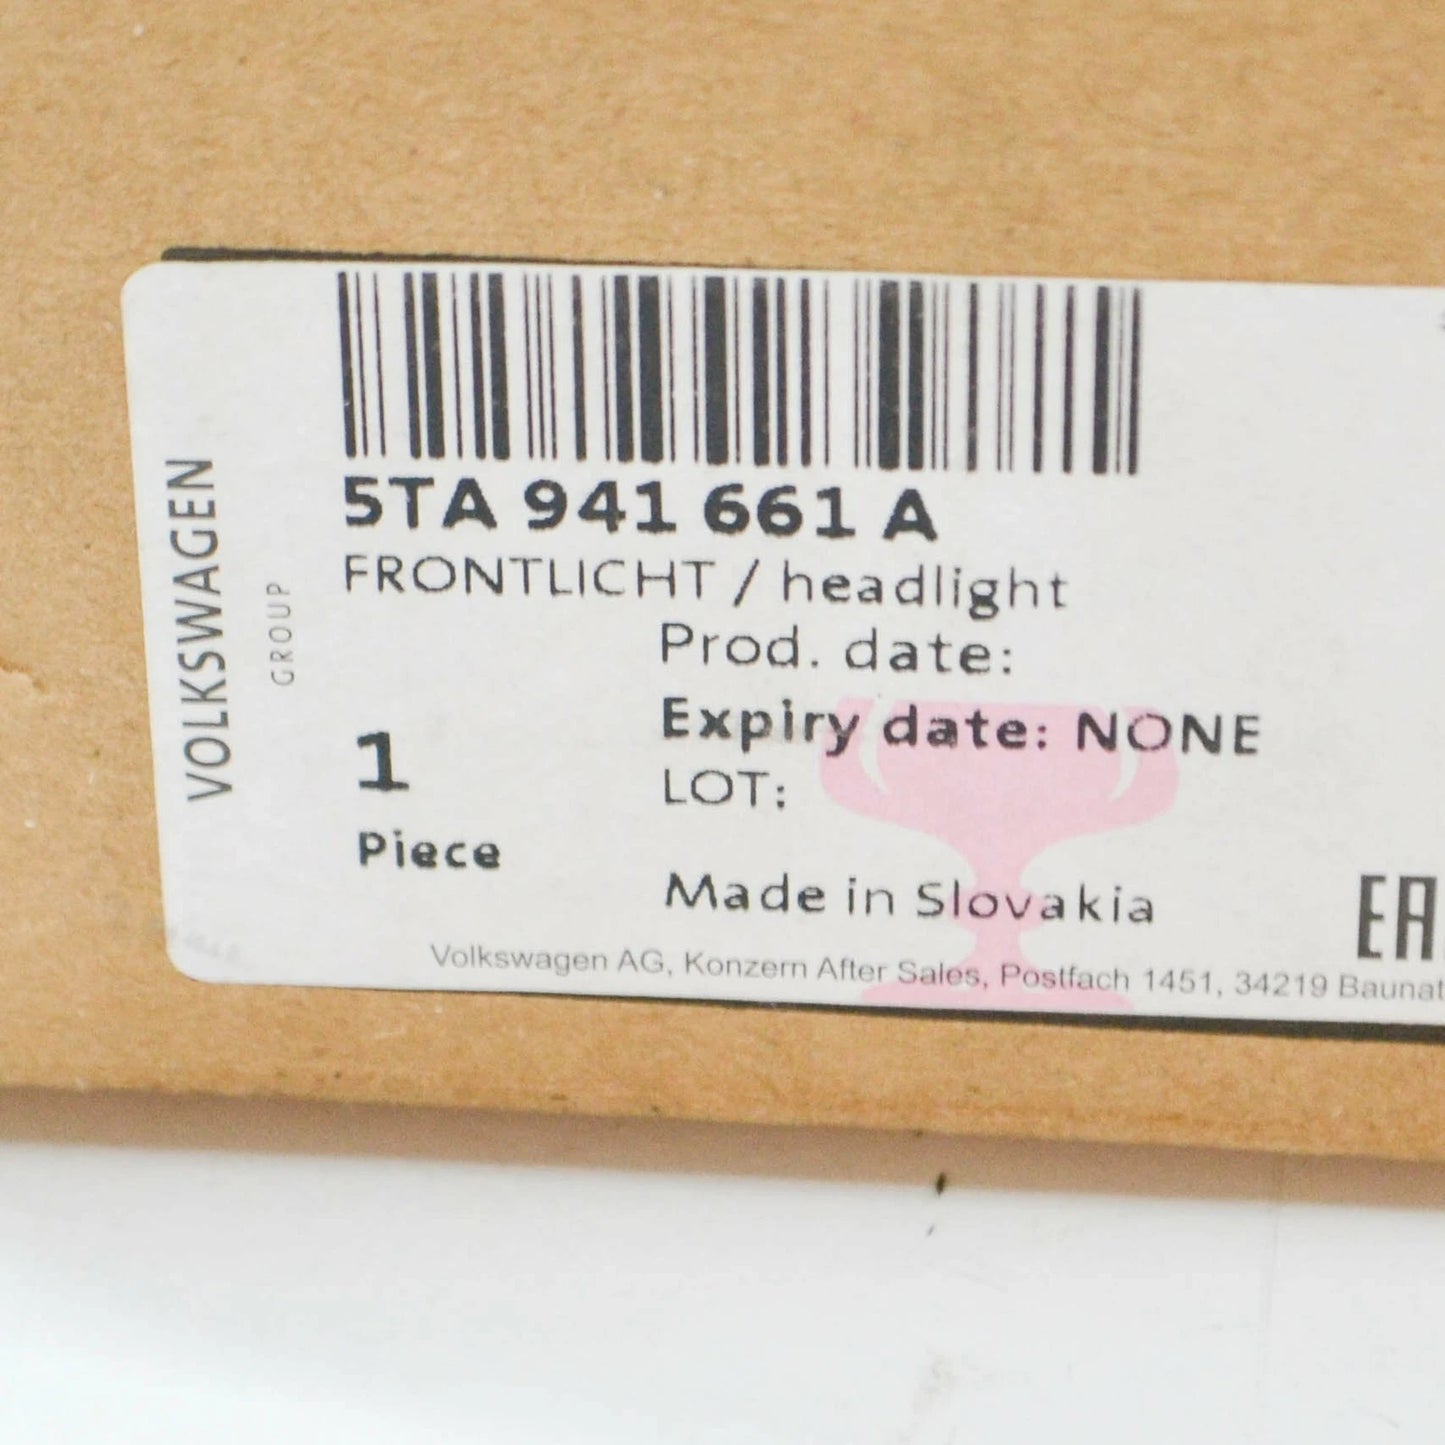 VOLKSWAGEN
GROUP
5TA 941 661 A
FRONTLICHT / headlight
Prod. date:
Expiry date: NONE
LOT:
1
Piece
Made in Slovakia
Volkswagen AG, Konzern After Sales, Postfach 1451, 34219 Baunat